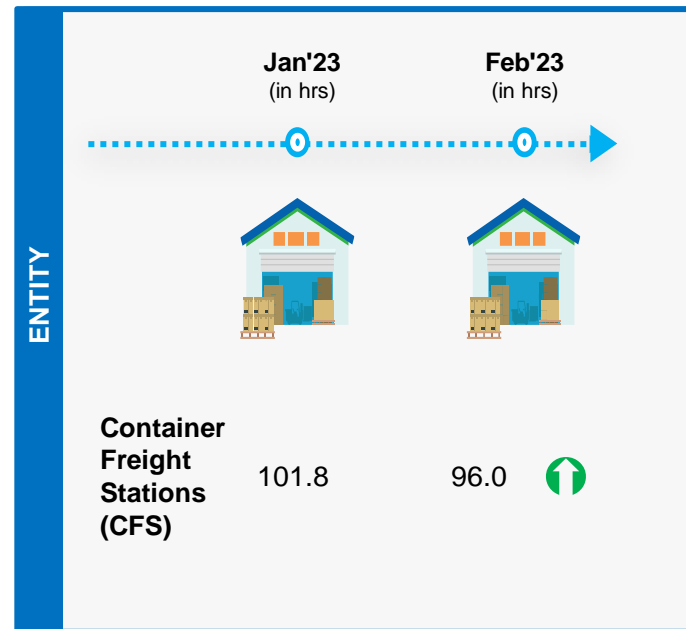 Jan'23
(in hrs)
Feb'23
(in hrs)
ENTITY
Container
Freight
Stations
(CFS)
101.8
96.0